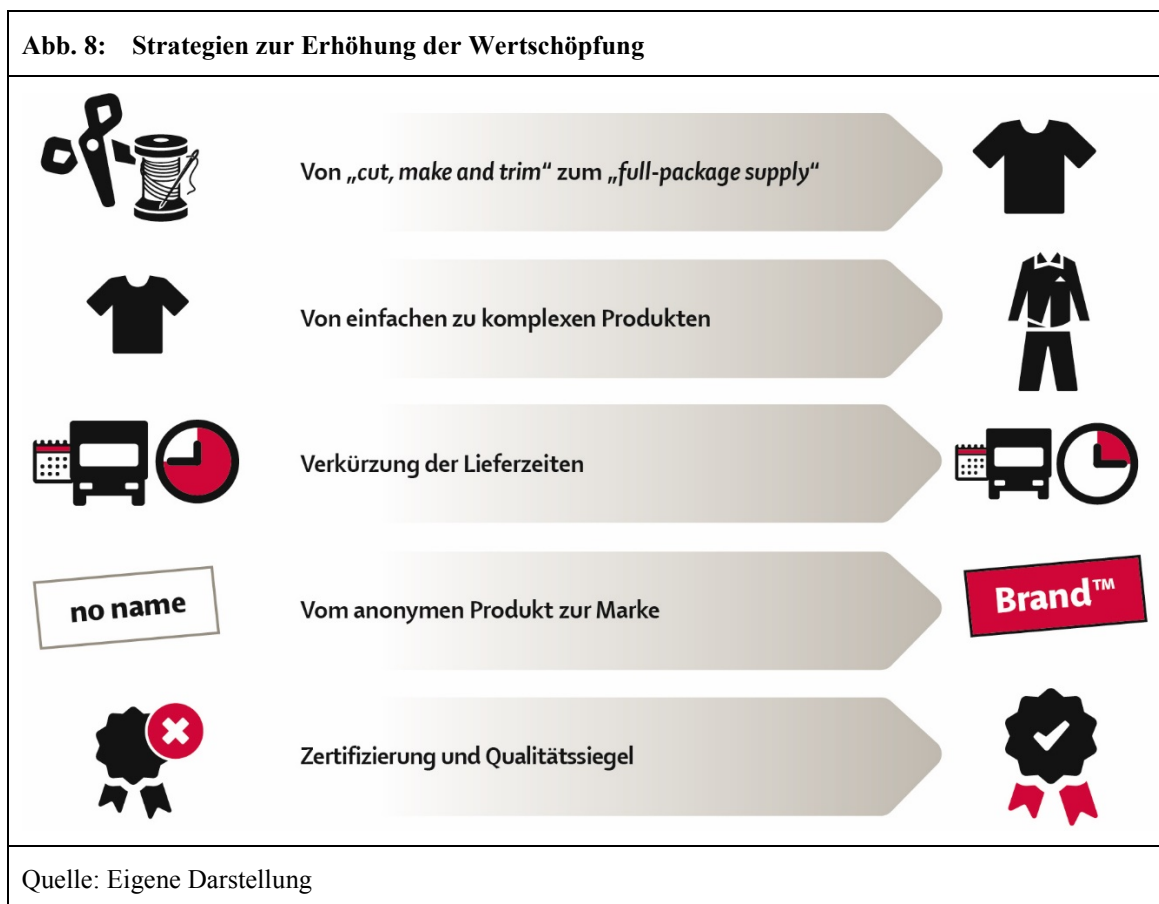 Abb. 8: Strategien zur Erhöhung der Wertschöpfung
Von „cut, make and trim“ zum „full-package supply“
Von einfachen zu komplexen Produkten
Verkürzung der Lieferzeiten
no name
Vom anonymen Produkt zur Marke
Brand™
Zertifizierung und Qualitätssiegel
Quelle: Eigene Darstellung